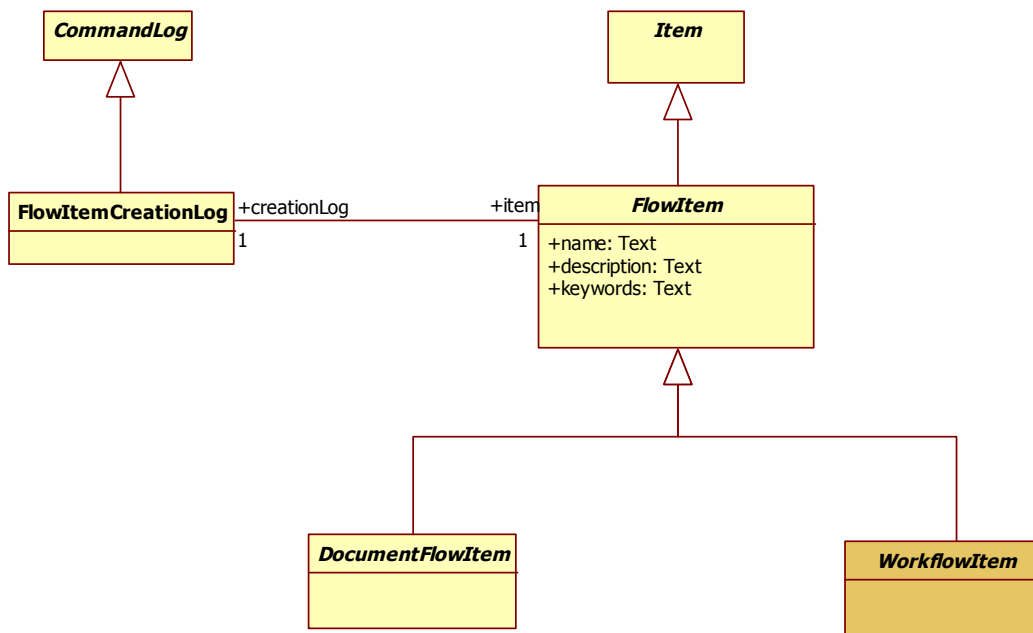 CommandLog
Item
FlowItemCreationLog
+creationLog
1
+item
1
FlowItem
+name: Text
+description: Text
+keywords: Text
DocumentFlowItem
WorkflowItem